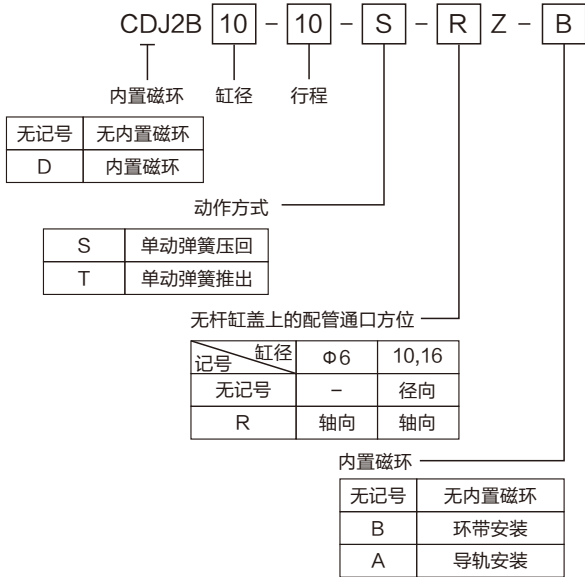 CDJ2B 10 - 10 - S - R Z - B
内置磁环 缸径 行程
无记号 无内置磁环
D 内置磁环
动作方式
S 单动弹簧压回
T 单动弹簧推出
无杆缸盖上的配管通口方位
记号 缸径 Φ6 10,16
无记号 - 径向
R 轴向 轴向
内置磁环
无记号 无内置磁环
B 环带安装
A 导轨安装